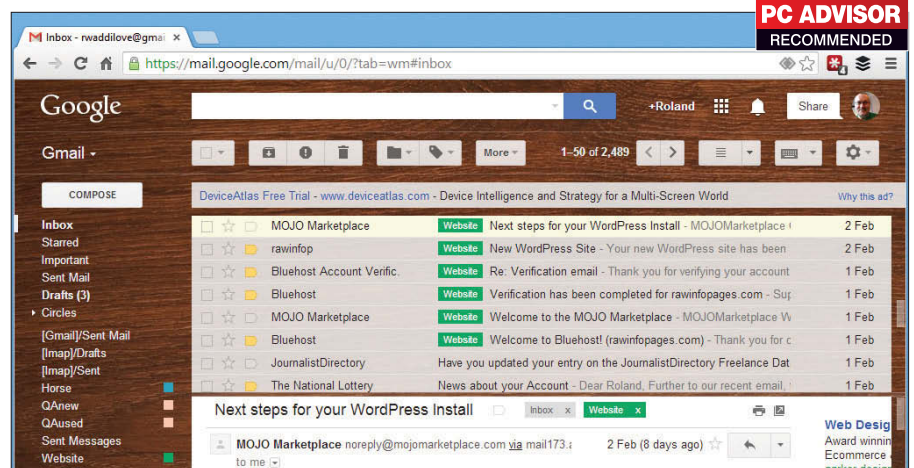 PC ADVISOR
RECOMMENDED
Inbox - rwaddilove@gmai ×
https://mail.google.com/mail/u/0/?tab=wm#inbox
4
Google
+Roland
Share
Gmail
More
1–50 of 2,489
COMPOSE
DeviceAtlas Free Trial - www.deviceatlas.com - Device Intelligence and Strategy for a Multi-Screen World
Why this ad?
Inbox
Starred
Important
Sent Mail
Drafts (3)
Circles
[Gmail]/Sent Mail
[Imap]/Drafts
[Imap]/Sent
Horse
QAnew
QAused
Sent Messages
Website
MOJO Marketplace Website Next steps for your WordPress Install - MOJOMarketplace 2 Feb
rawinfop Website New WordPress Site - Your new WordPress site has been 2 Feb
Bluehost Account Verific. Website Re: Verification email - Thank you for verifying your account 1 Feb
Bluehost Website Verification has been completed for rawinfopages.com - Sup 1 Feb
MOJO Marketplace Website Welcome to the MOJO Marketplace - MOJOMarketplace W 1 Feb
Bluehost Website Welcome to Bluehost! (rawinfopages.com) - Thank you for c 1 Feb
JournalistDirectory Have you updated your entry on the JournalistDirectory Freelance Dat 1 Feb
The National Lottery News about your Account - Dear Roland, Further to our recent email, 1 Feb
Next steps for your WordPress Install Inbox x Website x
MOJO Marketplace noreply@mojomarketplace.com via mail173. 2 Feb (8 days ago)
to me
Web Desig
Award winnin
Ecommerce